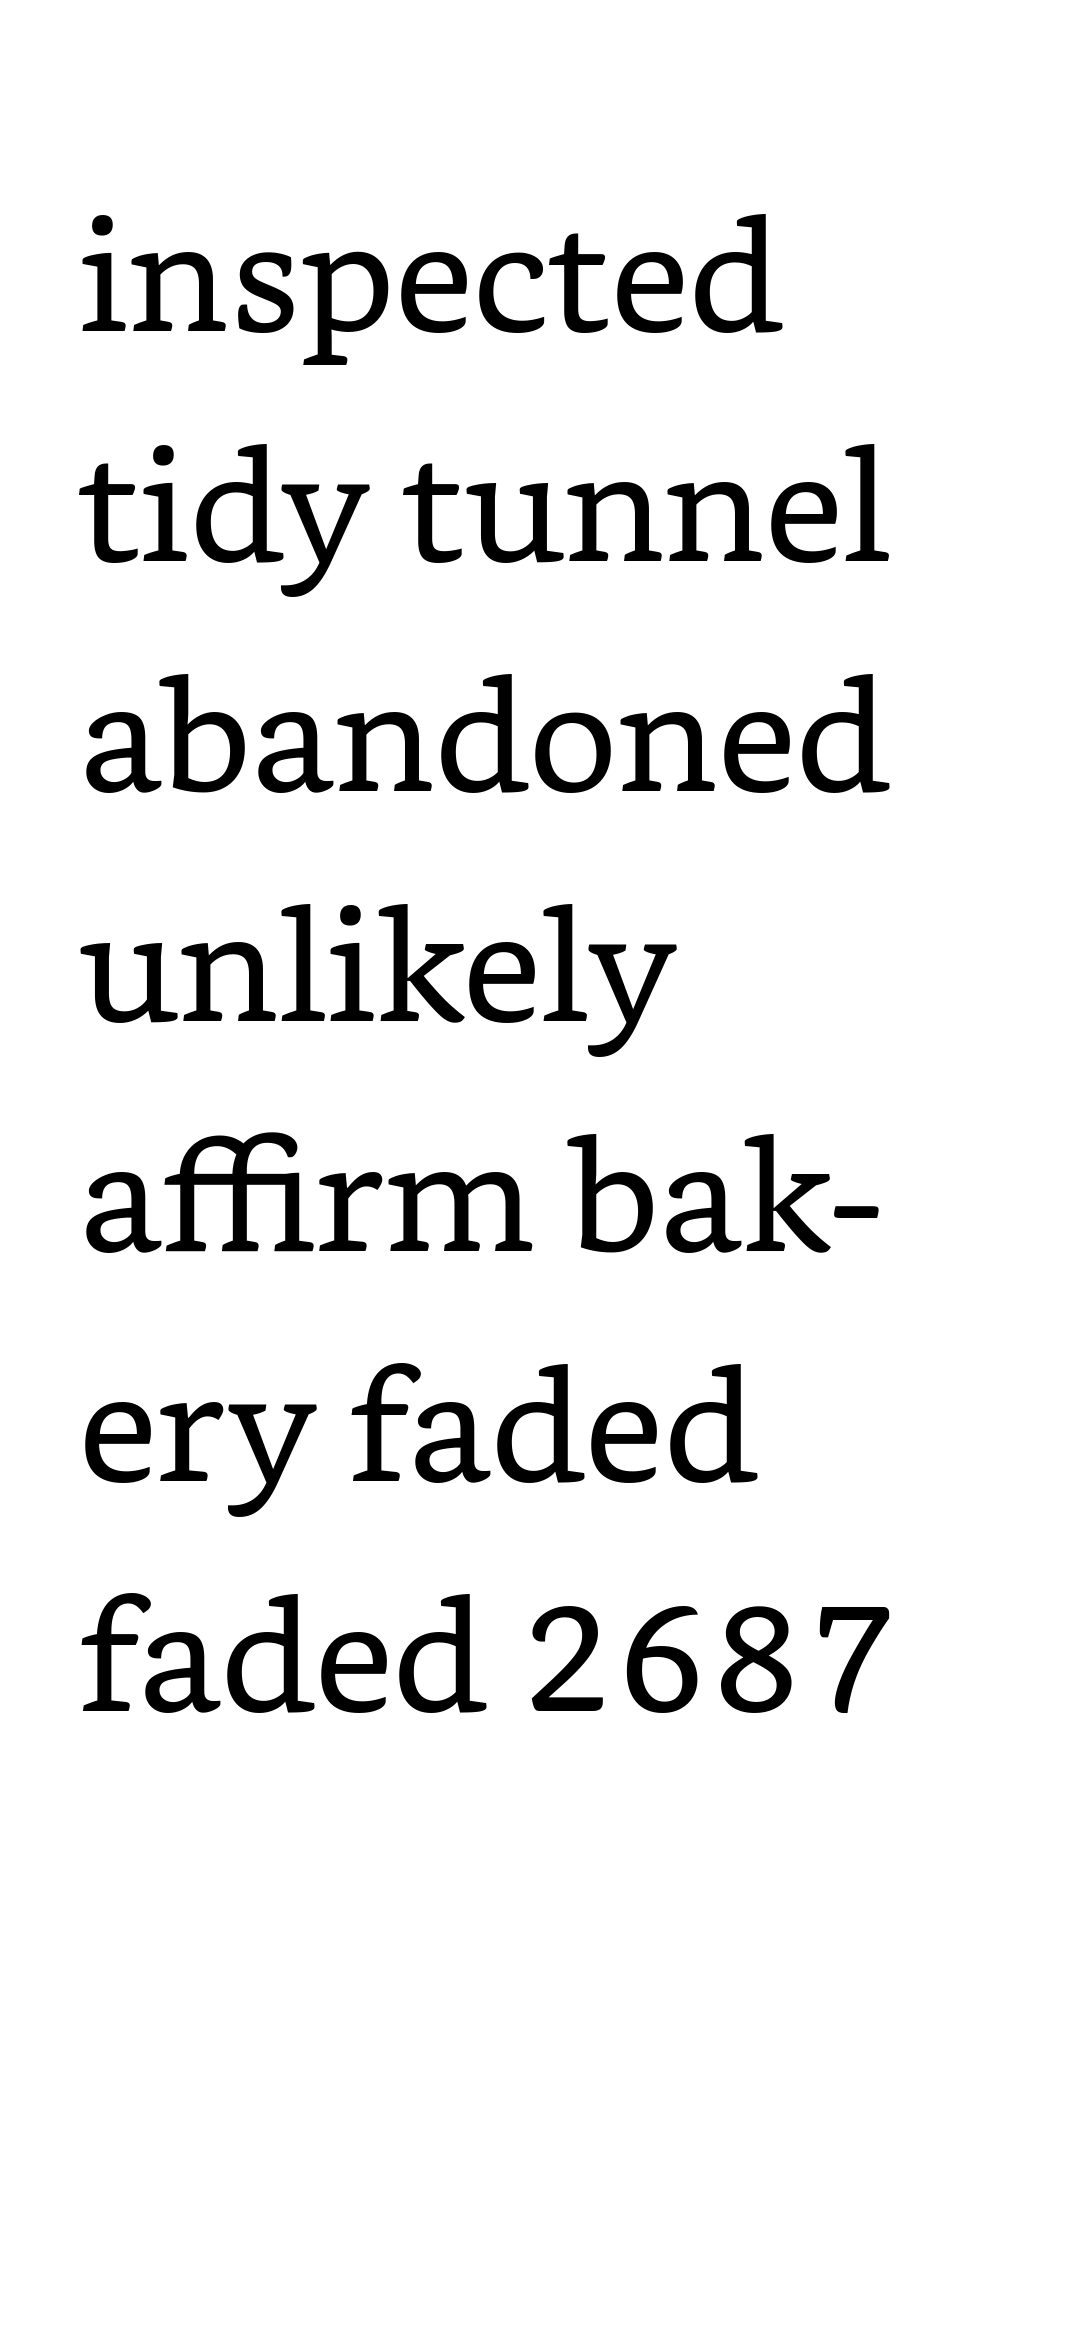 inspected
tidy tunnel
abandoned
unlikely
affirm bak-
ery faded
faded 2687